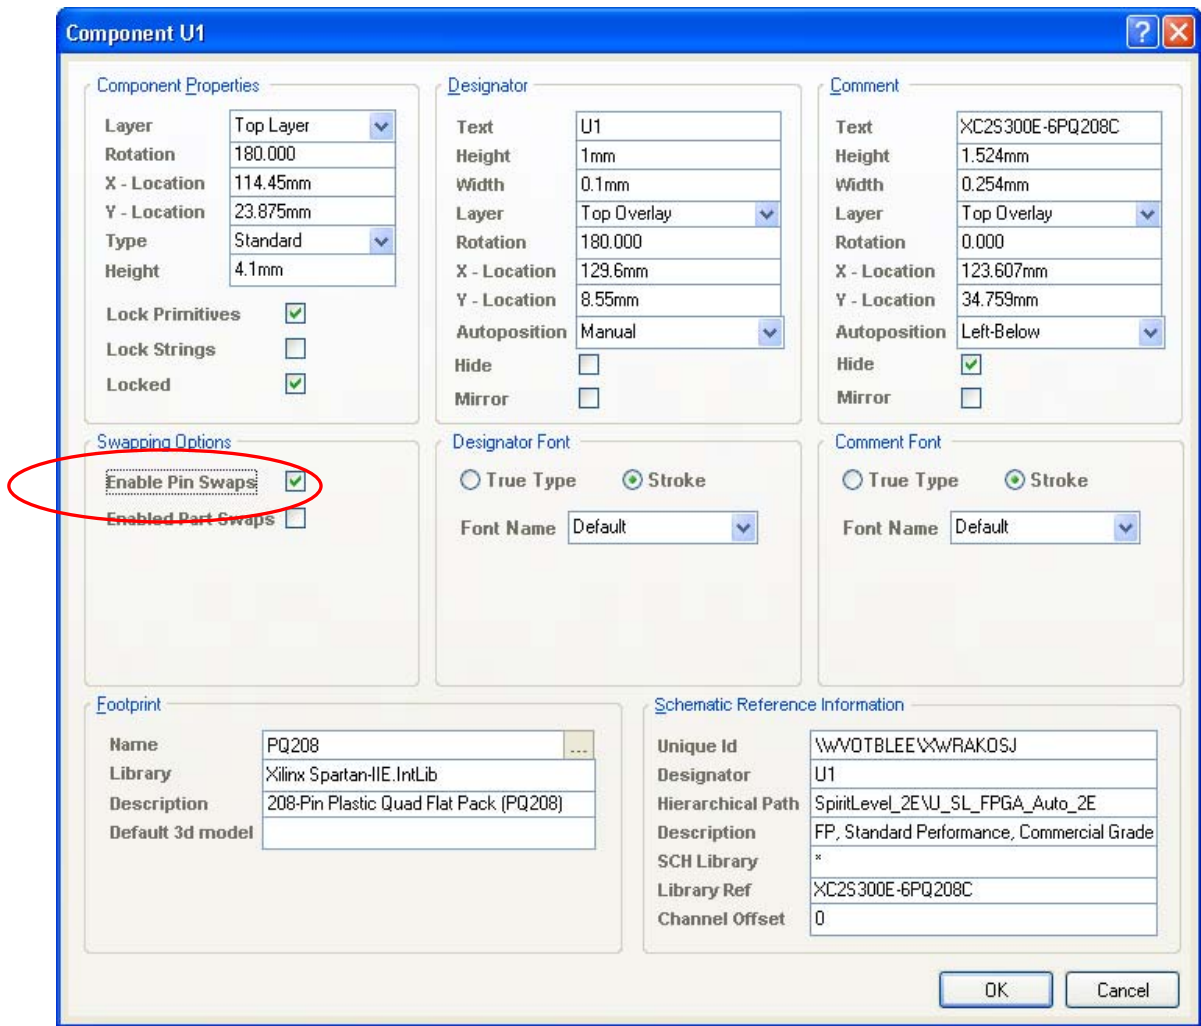 Component U1
Component Properties
Layer Top Layer
Rotation 180.000
X - Location 114.45mm
Y - Location 23.875mm
Type Standard
Height 4.1mm
Lock Primitives
Lock Strings
Locked
Designator
Text U1
Height 1mm
Width 0.1mm
Layer Top Overlay
Rotation 180.000
X - Location 129.6mm
Y - Location 8.55mm
Autoposition Manual
Hide
Mirror
Comment
Text XC2S300E-6PQ208C
Height 1.524mm
Width 0.254mm
Layer Top Overlay
Rotation 0.000
X - Location 123.607mm
Y - Location 34.759mm
Autoposition Left-Below
Hide
Mirror
Swapping Options
Enable Pin Swaps
Enabled Part Swaps
Designator Font
True Type Stroke
Font Name Default
Comment Font
True Type Stroke
Font Name Default
Footprint
Name PQ208 ...
Library Xilinx Spartan-IIE.IntLib
Description 208-Pin Plastic Quad Flat Pack (PQ208)
Default 3d model
Schematic Reference Information
Unique Id \WVOTBLEE\XWRAKOSJ
Designator U1
Hierarchical Path SpiritLevel_2E\U_SL_FPGA_Auto_2E
Description FP, Standard Performance, Commercial Grade
SCH Library *
Library Ref XC2S300E-6PQ208C
Channel Offset 0
OK Cancel